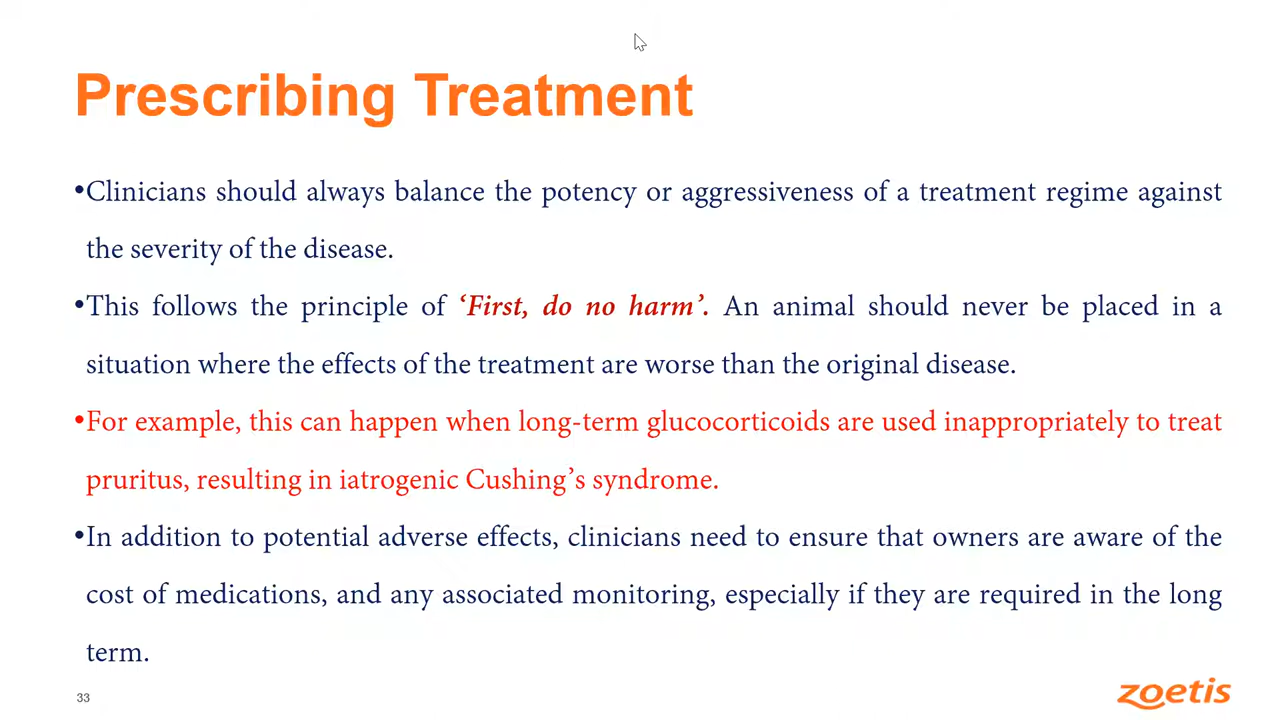 Prescribing Treatment
•Clinicians should always balance the potency or aggressiveness of a treatment regime against
the severity of the disease.
•This follows the principle of ‘First, do no harm’. An animal should never be placed in a
situation where the effects of the treatment are worse than the original disease.
•For example, this can happen when long-term glucocorticoids are used inappropriately to treat
pruritus, resulting in iatrogenic Cushing’s syndrome.
•In addition to potential adverse effects, clinicians need to ensure that owners are aware of the
cost of medications, and any associated monitoring, especially if they are required in the long
term.
33
zoetis